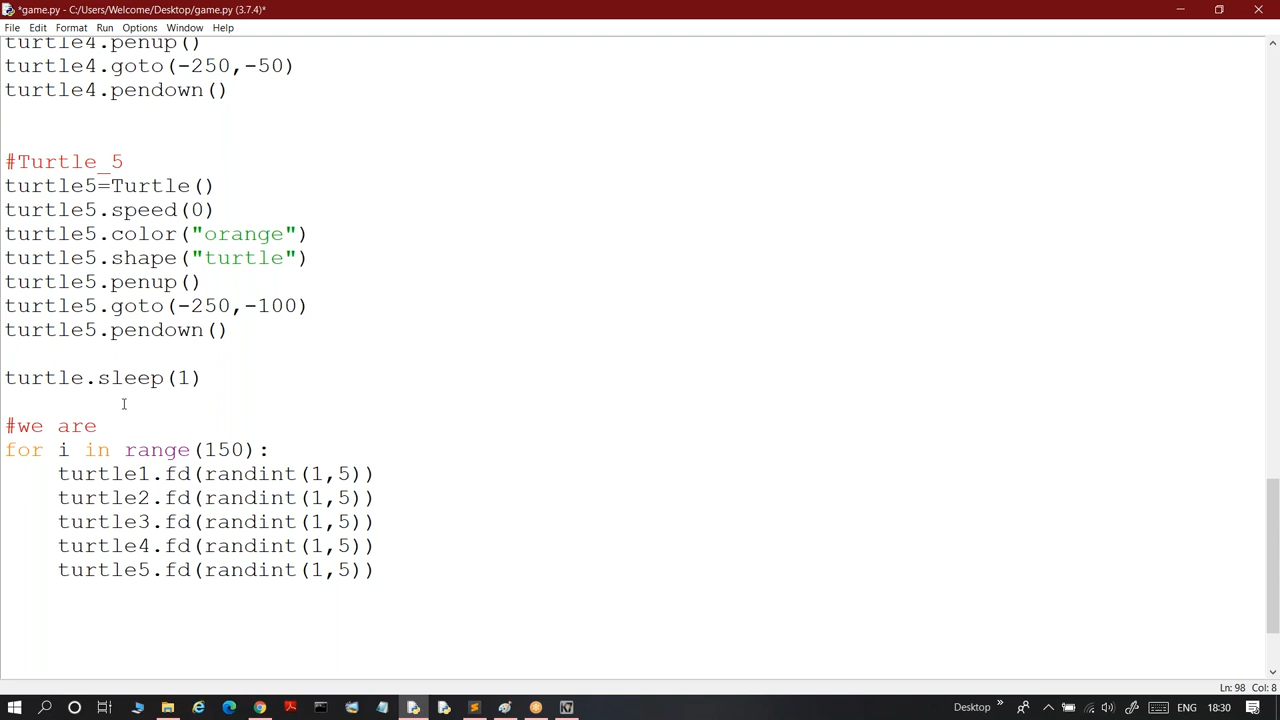 *game.py - C:/Users/Welcome/Desktop/game.py (3.7.4)*
File Edit Format Run Options Window Help
turtle4.penup()
turtle4.goto(-250,-50)
turtle4.pendown()
#Turtle_5
turtle5=Turtle()
turtle5.speed(0)
turtle5.color("orange")
turtle5.shape("turtle")
turtle5.penup()
turtle5.goto(-250,-100)
turtle5.pendown()
turtle.sleep(1)
#we are
for i in range(150):
    turtle1.fd(randint(1,5))
    turtle2.fd(randint(1,5))
    turtle3.fd(randint(1,5))
    turtle4.fd(randint(1,5))
    turtle5.fd(randint(1,5))
Ln: 98 Col: 8
Desktop ENG 18:30